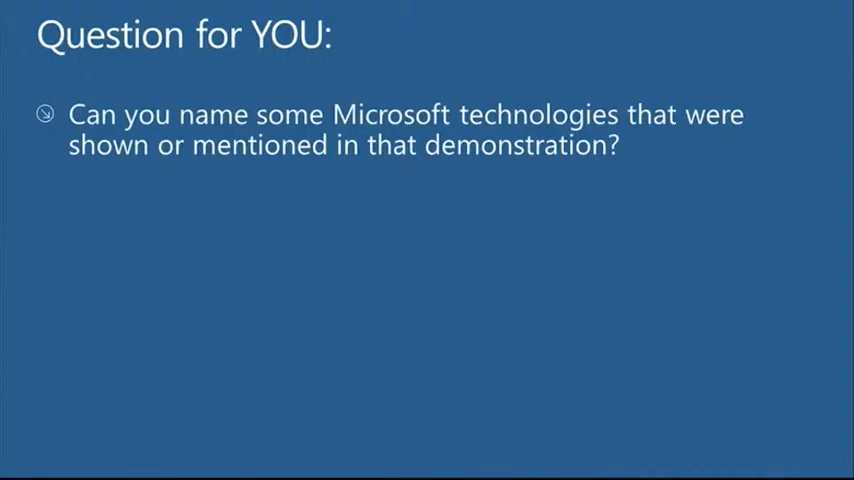 Question for YOU:
Can you name some Microsoft technologies that were
shown or mentioned in that demonstration?